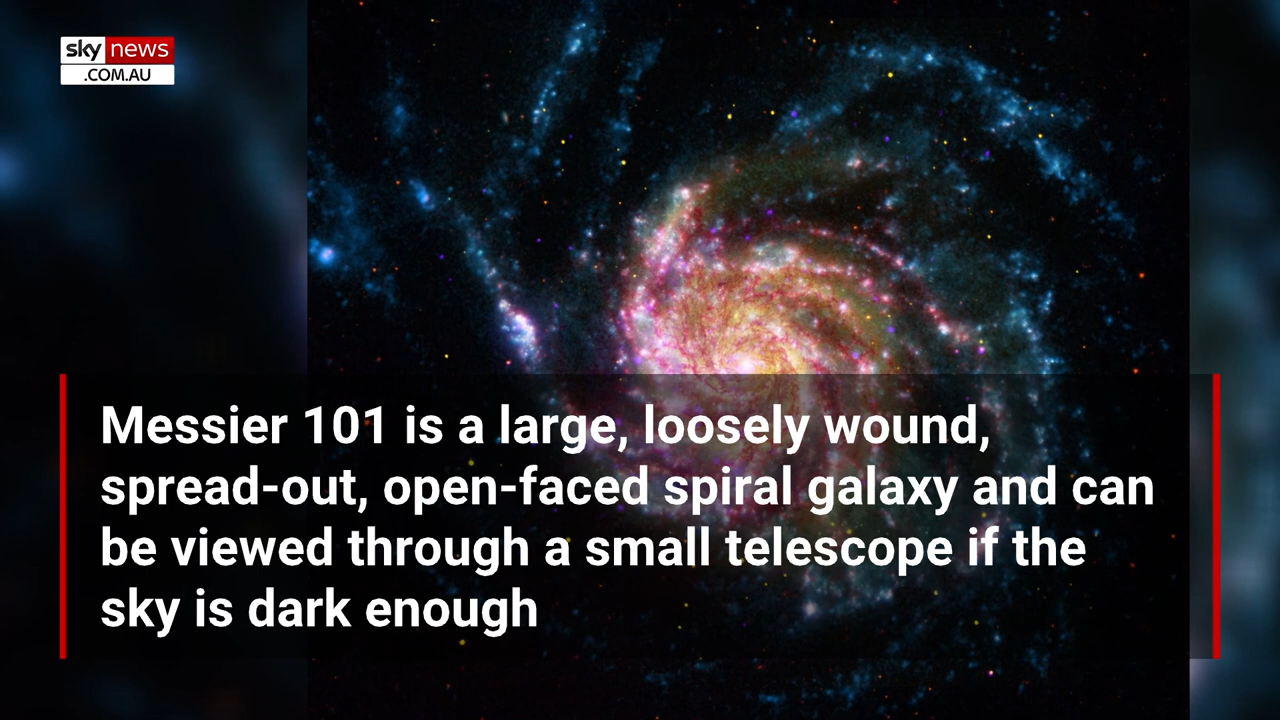 sky news
.COM.AU
Messier 101 is a large, loosely wound,
spread-out, open-faced spiral galaxy and can
be viewed through a small telescope if the
sky is dark enough